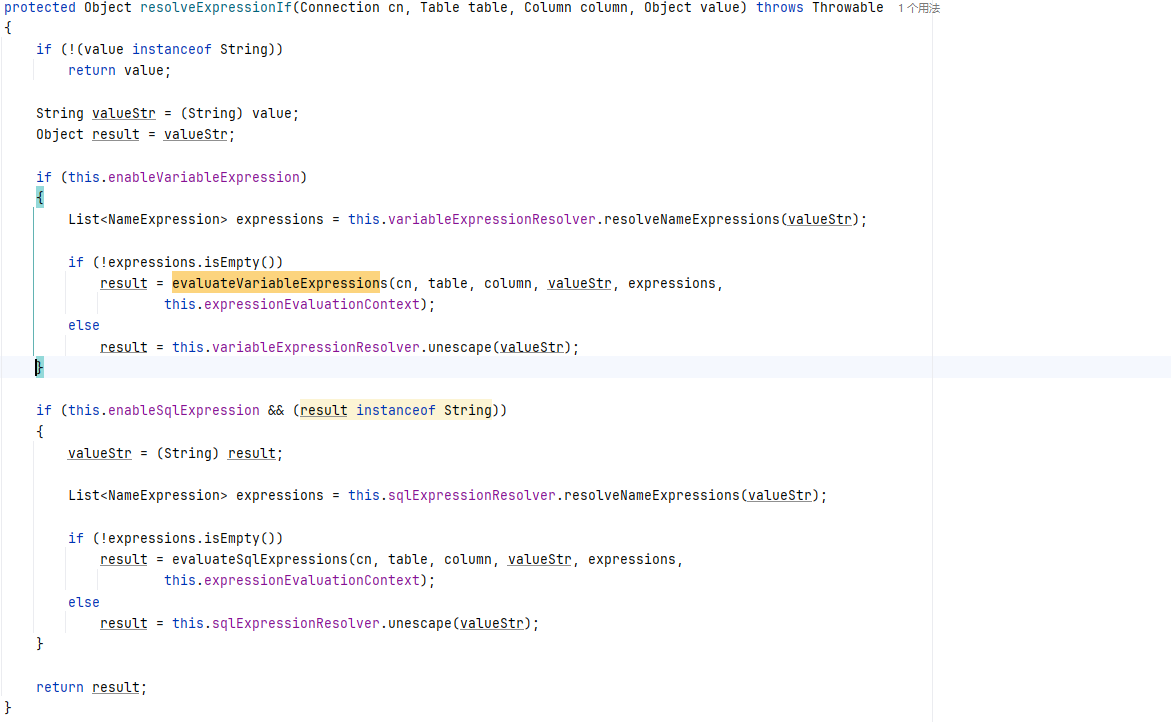 protected Object resolveExpressionIf(Connection cn, Table table, Column column, Object value) throws Throwable 1 个用法
{
if (!(value instanceof String))
return value;
String valueStr = (String) value;
Object result = valueStr;
if (this.enableVariableExpression)
{
List<NameExpression> expressions = this.variableExpressionResolver.resolveNameExpressions(valueStr);
if (!expressions.isEmpty())
result = evaluateVariableExpressions(cn, table, column, valueStr, expressions,
this.expressionEvaluationContext);
else
result = this.variableExpressionResolver.unescape(valueStr);
}
if (this.enableSqlExpression && (result instanceof String))
{
valueStr = (String) result;
List<NameExpression> expressions = this.sqlExpressionResolver.resolveNameExpressions(valueStr);
if (!expressions.isEmpty())
result = evaluateSqlExpressions(cn, table, column, valueStr, expressions,
this.expressionEvaluationContext);
else
result = this.sqlExpressionResolver.unescape(valueStr);
}
return result;
}